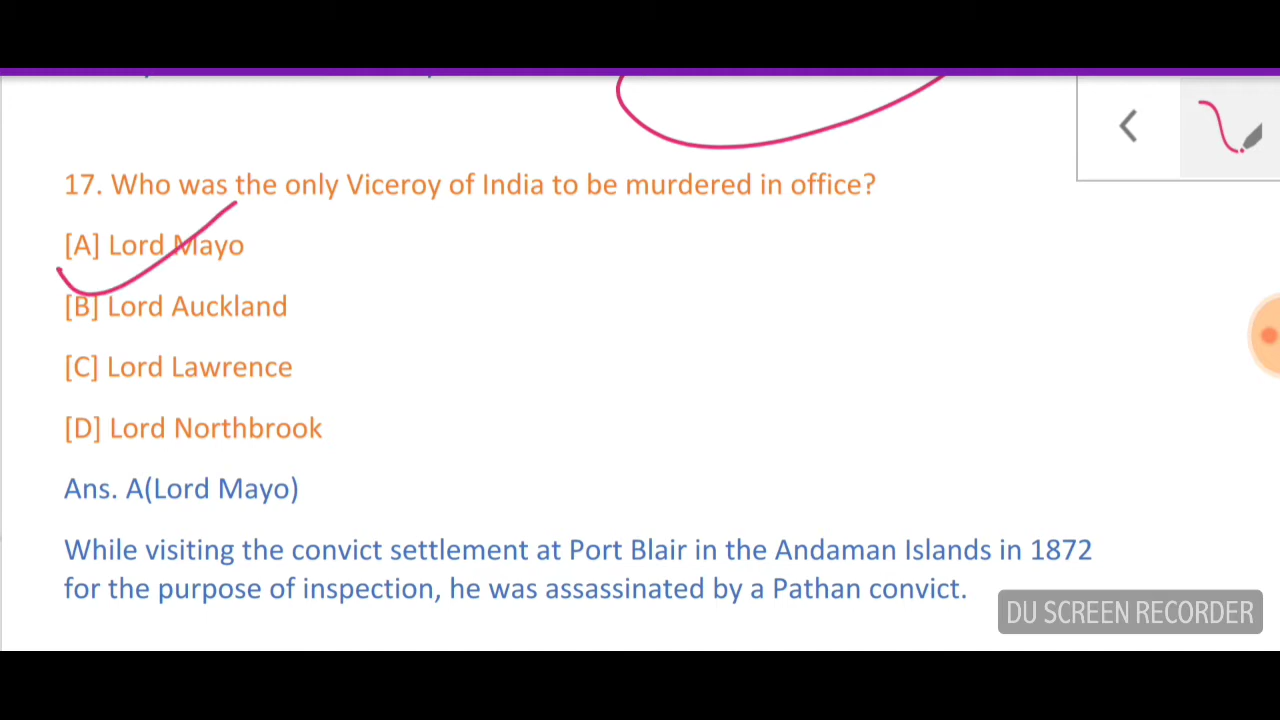 17. Who was the only Viceroy of India to be murdered in office?
[A] Lord Mayo
[B] Lord Auckland
[C] Lord Lawrence
[D] Lord Northbrook
Ans. A(Lord Mayo)
While visiting the convict settlement at Port Blair in the Andaman Islands in 1872
for the purpose of inspection, he was assassinated by a Pathan convict.
DU SCREEN RECORDER